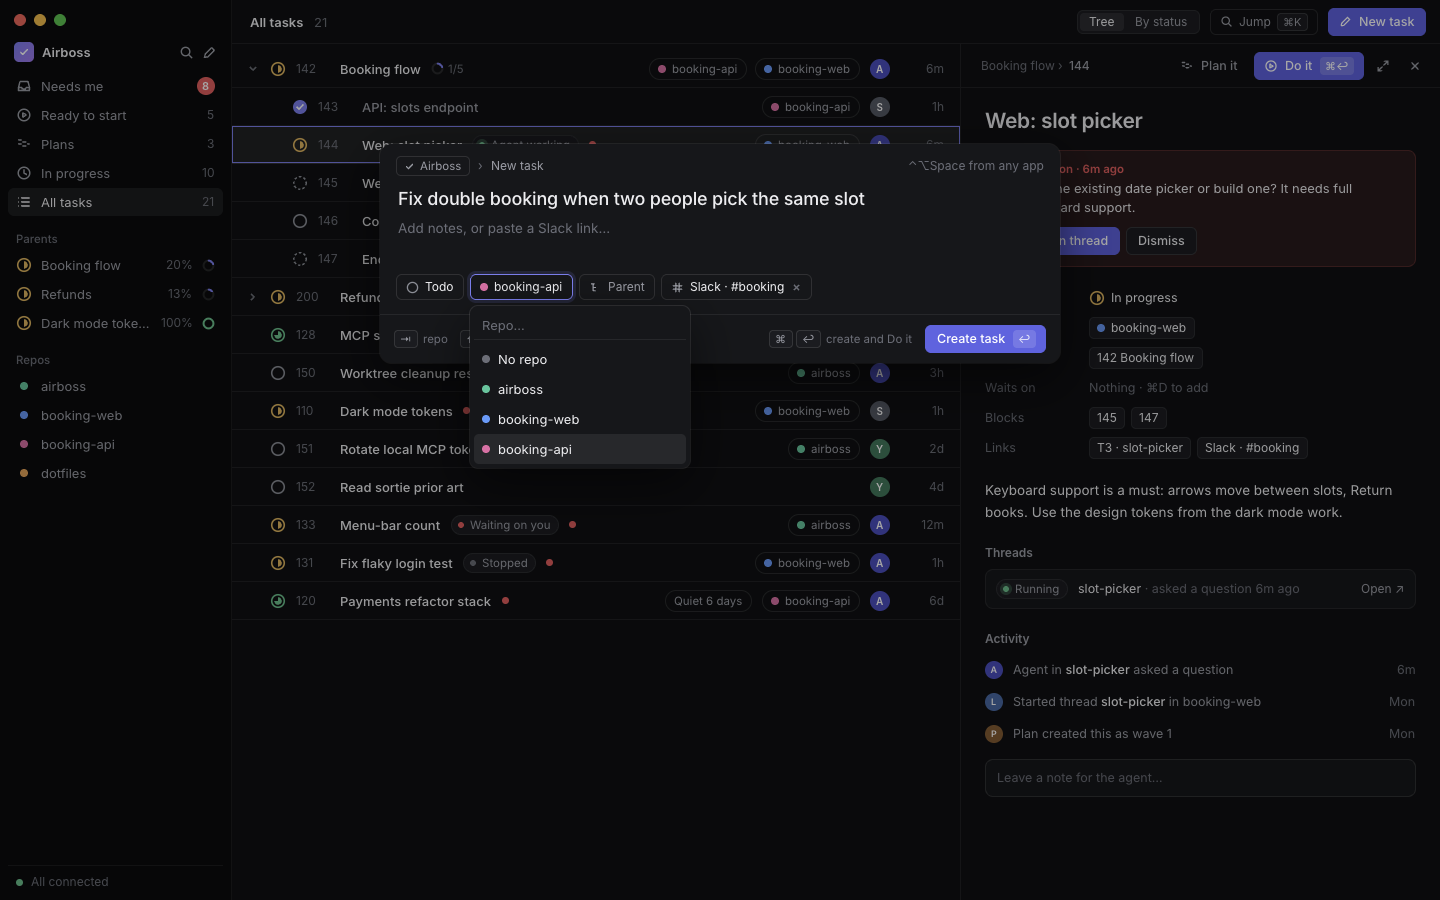 Airboss
Needs me 8
Ready to start 5
Plans 3
In progress 10
All tasks 21
Parents
Booking flow 20%
Refunds 13%
Dark mode toke... 100%
Repos
airboss
booking-web
booking-api
dotfiles
All connected
All tasks 21
Tree By status
Jump ⌘K
New task
142 Booking flow 1/5 booking-api booking-web A 6m
143 API: slots endpoint booking-api S 1h
144 Web: slot picker Agent working booking-web A 6m
145 We
146 Co
147 En
200 Refun
128 MCP s
150 Worktree cleanup res airboss A 3h
110 Dark mode tokens booking-web S 1h
151 Rotate local MCP tok airboss Y 2d
152 Read sortie prior art Y 4d
133 Menu-bar count Waiting on you airboss A 12m
131 Fix flaky login test Stopped booking-web A 1h
120 Payments refactor stack Quiet 6 days booking-api A 6d
Airboss › New task ⌃⌥Space from any app
Fix double booking when two people pick the same slot
Add notes, or paste a Slack link...
Todo booking-api Parent Slack · #booking ×
⇥ repo ⌘ ↩ create and Do it Create task ↩
Repo...
No repo
airboss
booking-web
booking-api
Booking flow › 144 Plan it Do it ⌘↩
Web: slot picker
on · 6m ago
e existing date picker or build one? It needs full
ard support.
n thread Dismiss
In progress
booking-web
142 Booking flow
Waits on Nothing · ⌘D to add
Blocks 145 147
Links T3 · slot-picker Slack · #booking
Keyboard support is a must: arrows move between slots, Return
books. Use the design tokens from the dark mode work.
Threads
Running slot-picker · asked a question 6m ago Open ↗
Activity
A Agent in slot-picker asked a question 6m
L Started thread slot-picker in booking-web Mon
P Plan created this as wave 1 Mon
Leave a note for the agent...